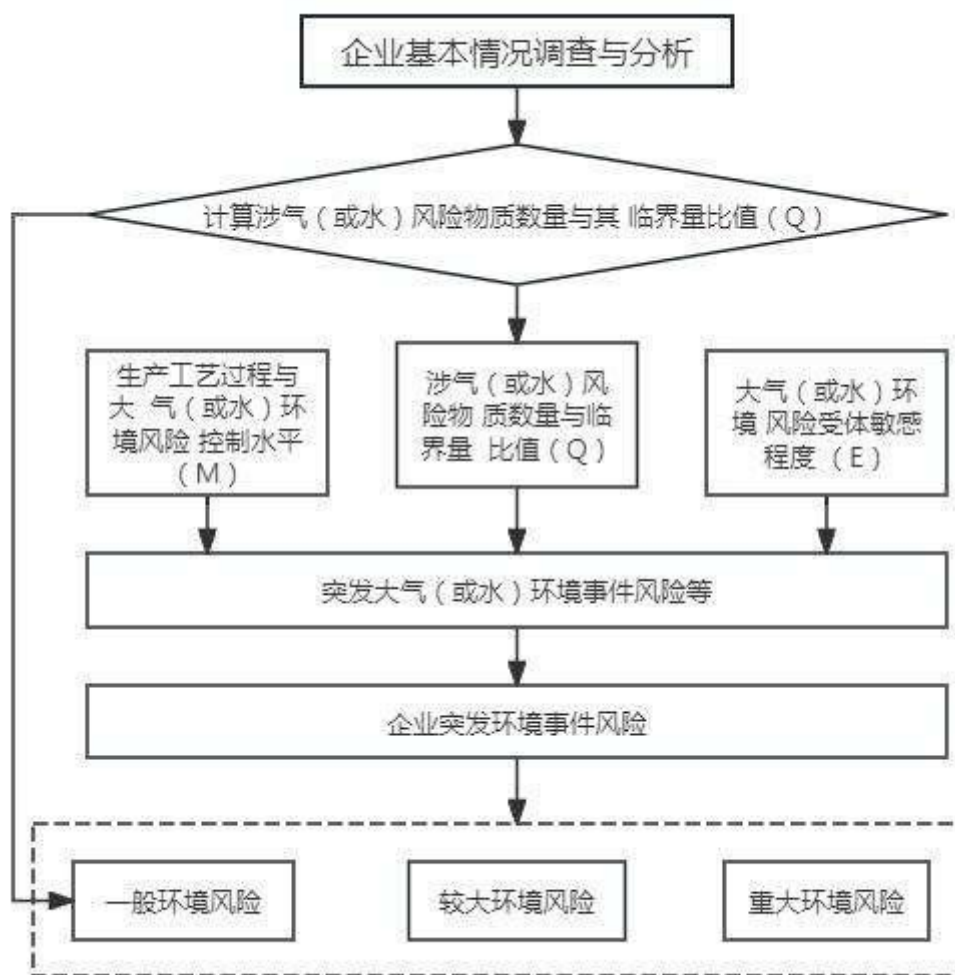 企业基本情况调查与分析
计算涉气（或水）风险物质数量与其 临界量比值（Q）
生产工艺过程与
大 气（或水）环
境风险 控制水平
（M）
涉气（或水）风
险物 质数量与临
界量 比值（Q）
大气（或水）环
境 风险受体敏感
程度 （E）
突发大气（或水）环境事件风险等
企业突发环境事件风险
一般环境风险
较大环境风险
重大环境风险